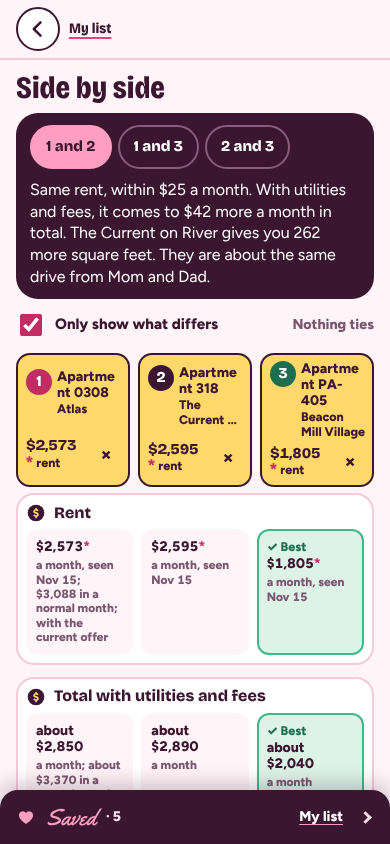 My list
Side by side
1 and 2
1 and 3
2 and 3
Same rent, within $25 a month. With utilities
and fees, it comes to $42 more a month in
total. The Current on River gives you 262
more square feet. They are about the same
drive from Mom and Dad.
Only show what differs
Nothing ties
1
Apartme
nt 0308
Atlas
$2,573
* rent
×
2
Apartme
nt 318
The
Current ...
$2,595
* rent
×
3
Apartme
nt PA-
405
Beacon
Mill Village
$1,805
* rent
×
$ Rent
$2,573*
a month, seen
Nov 15;
$3,088 in a
normal month;
with the
current offer
$2,595*
a month, seen
Nov 15
✓ Best
$1,805*
a month, seen
Nov 15
$ Total with utilities and fees
about
$2,850
a month; about
$3,370 in a
about
$2,890
a month
✓ Best
about
$2,040
a month
Saved · 5
My list